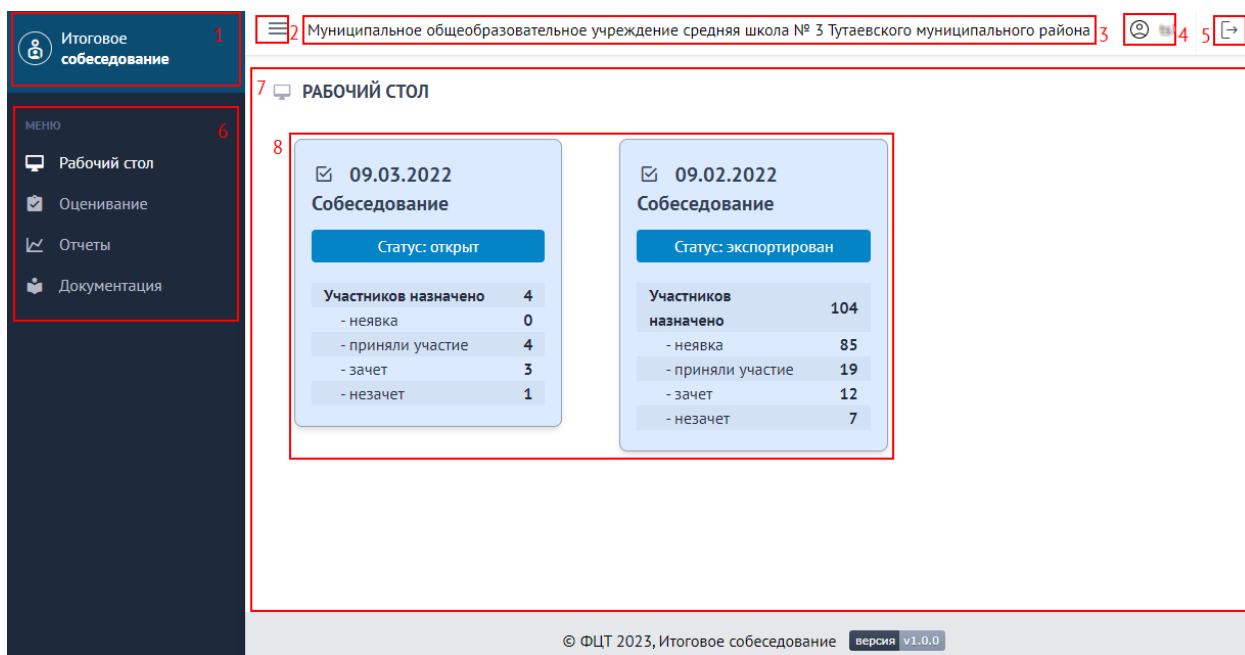 Итоговое
собеседование
1
2
Муниципальное общеобразовательное учреждение средняя школа № 3 Тутаевского муниципального района
3
4
5
МЕНЮ
6
Рабочий стол
Оценивание
Отчеты
Документация
7 РАБОЧИЙ СТОЛ
8
09.03.2022
Собеседование
Статус: открыт
Участников назначено 4
- неявка 0
- приняли участие 4
- зачет 3
- незачет 1
09.02.2022
Собеседование
Статус: экспортирован
Участников
назначено 104
- неявка 85
- приняли участие 19
- зачет 12
- незачет 7
© ФЦТ 2023, Итоговое собеседование версия v1.0.0